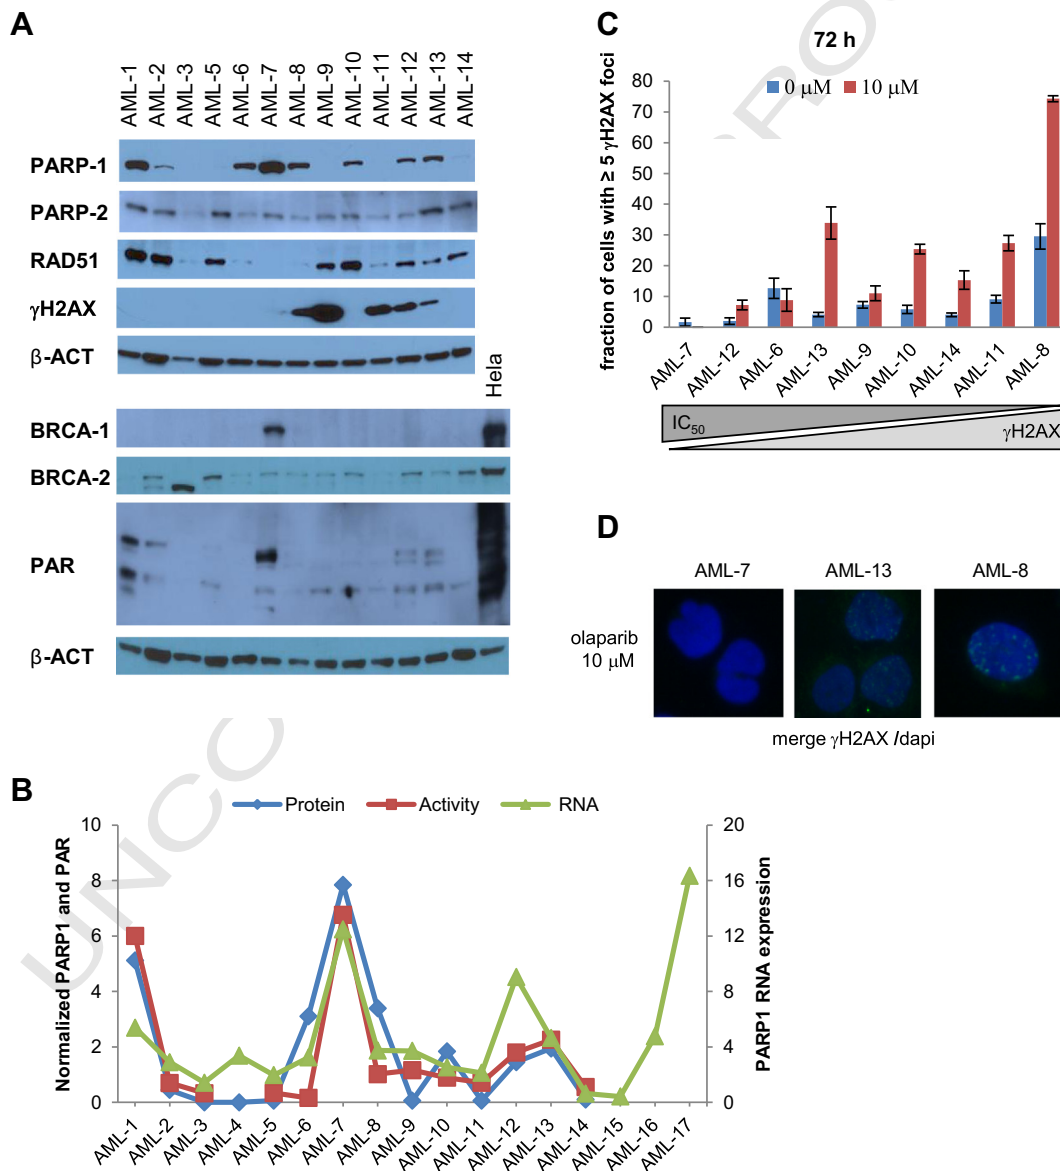 A
AML-1
AML-2
AML-3
AML-5
AML-6
AML-7
AML-8
AML-9
AML-10
AML-11
AML-12
AML-13
AML-14
PARP-1
PARP-2
RAD51
γH2AX
β-ACT
Hela
BRCA-1
BRCA-2
PAR
β-ACT
C
72 h
0 μM
10 μM
fraction of cells with ≥ 5 γH2AX foci
80
70
60
50
40
30
20
10
0
AML-7
AML-12
AML-6
AML-13
AML-9
AML-10
AML-14
AML-11
AML-8
IC50
γH2AX
D
AML-7 AML-13 AML-8
olaparib
10 μM
merge γH2AX /dapi
B
Protein Activity RNA
Normalized PARP1 and PAR
10
8
6
4
2
0
20
16
12
8
4
0
PARP1 RNA expression
AML-1
AML-2
AML-3
AML-4
AML-5
AML-6
AML-7
AML-8
AML-9
AML-10
AML-11
AML-12
AML-13
AML-14
AML-15
AML-16
AML-17
UNCC
PRO